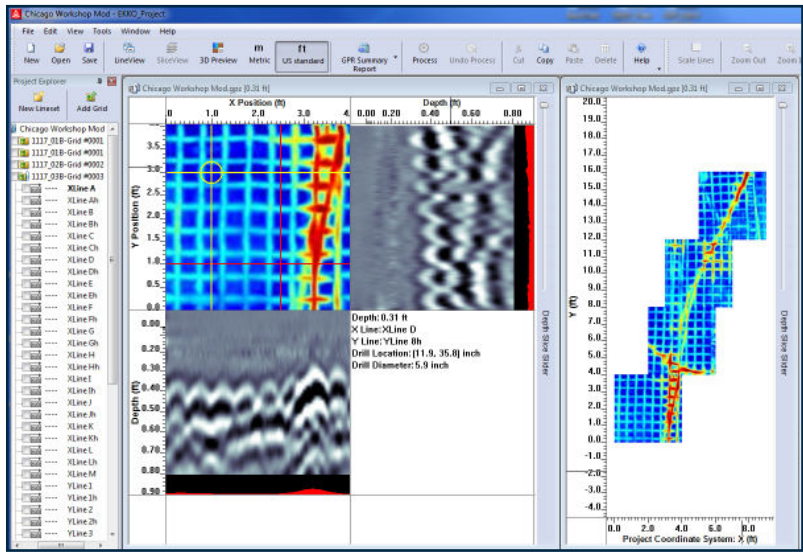 Chicago Workshop Mod - EKKO_Project
File Edit View Tools Window Help
New Open Save LineView SliceView 3D Preview m Metric ft US standard GPR Summary Report Process Undo Process Cut Copy Paste Delete Help Scale Lines Zoom Out Zoom I
Project Explorer
New Lineset Add Grid
Chicago Workshop Mod
1117_01B-Grid #0001
1117_01B-Grid #0001
1117_02B-Grid #0002
1117_03B-Grid #0003
XLine A
XLine Ah
XLine B
XLine Bh
XLine C
XLine Ch
XLine D
XLine Dh
XLine E
XLine Eh
XLine F
XLine Fh
XLine G
XLine Gh
XLine H
XLine Hh
XLine I
XLine Ih
XLine J
XLine Jh
XLine K
XLine Kh
XLine L
XLine Lh
XLine M
YLine 1
YLine 1h
YLine 2
YLine 2h
YLine 3
Chicago Workshop Mod.gpz [0.31 ft]
X Position (ft)
0 1.0 2.0 3.0 4.
Depth (ft)
0.00 0.20 0.40 0.60 0.80
Y Position (ft)
3.0
2.5
2.0
1.5
1.0
0.5
0.0
Depth (ft)
0.00
0.20
0.30
0.40
0.50
0.60
0.70
0.80
0.90
Depth: 0.31 ft
X Line: XLine D
Y Line: YLine 8h
Drill Location: [11.9, 35.8] inch
Drill Diameter: 5.9 inch
Depth Slice Slider
Chicago Workshop Mod.gpz [0.31 ft]
20.0
19.0
18.0
17.0
16.0
15.0
14.0
13.0
12.0
11.0
10.0
9.0
8.0
7.0
6.0
5.0
4.0
3.0
2.0
1.0
0.0
-1.0
-2.0
-3.0
-4.0
Y (ft)
0.0 2.0 4.0 6.0 8.0
Project Coordinate System: X (ft)
Depth Slice Slider